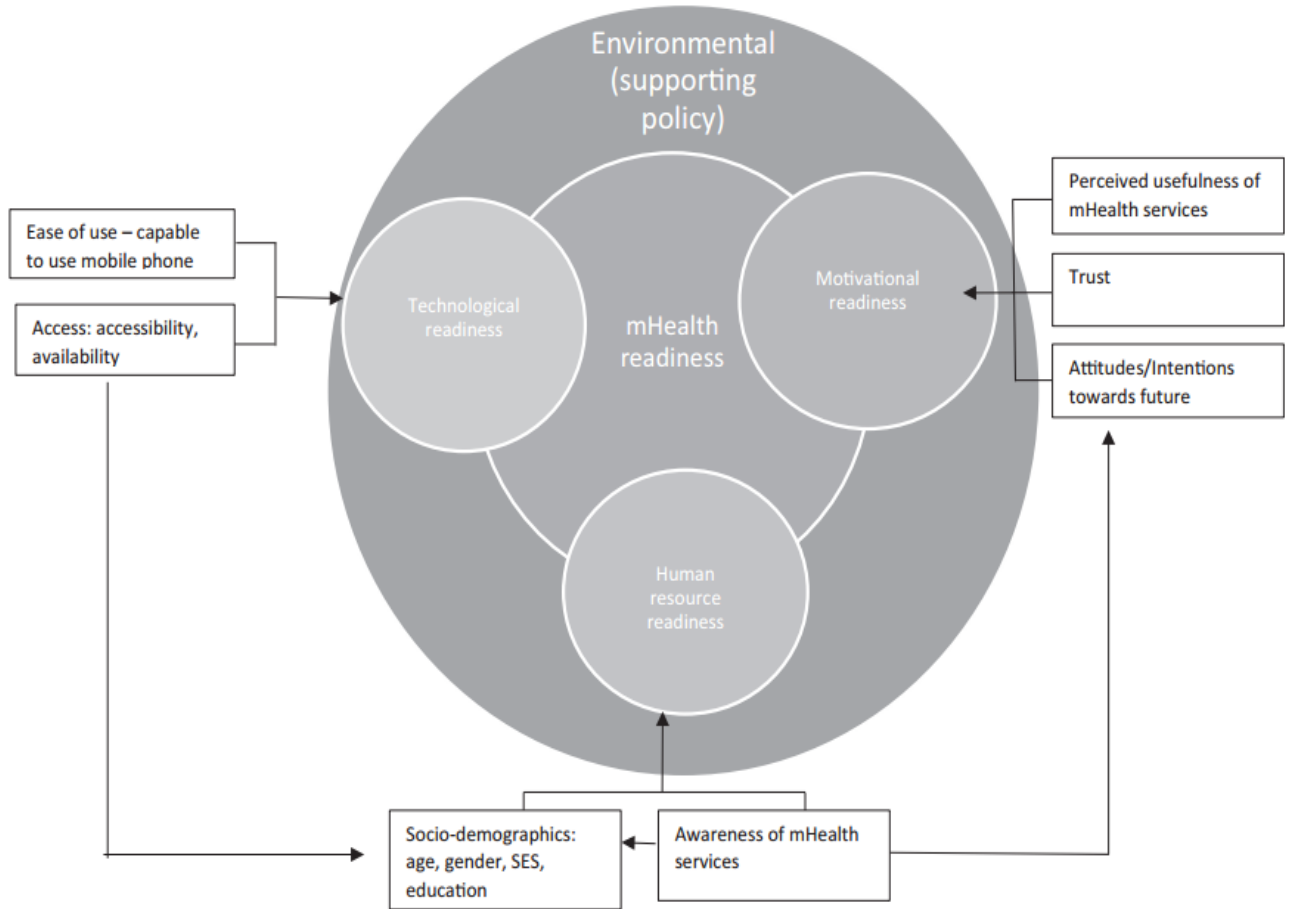 Environmental
(supporting
policy)
Ease of use – capable
to use mobile phone
Access: accessibility,
availability
Technological
readiness
mHealth
readiness
Motivational
readiness
Perceived usefulness of
mHealth services
Trust
Attitudes/Intentions
towards future
Human
resource
readiness
Socio-demographics:
age, gender, SES,
education
Awareness of mHealth
services